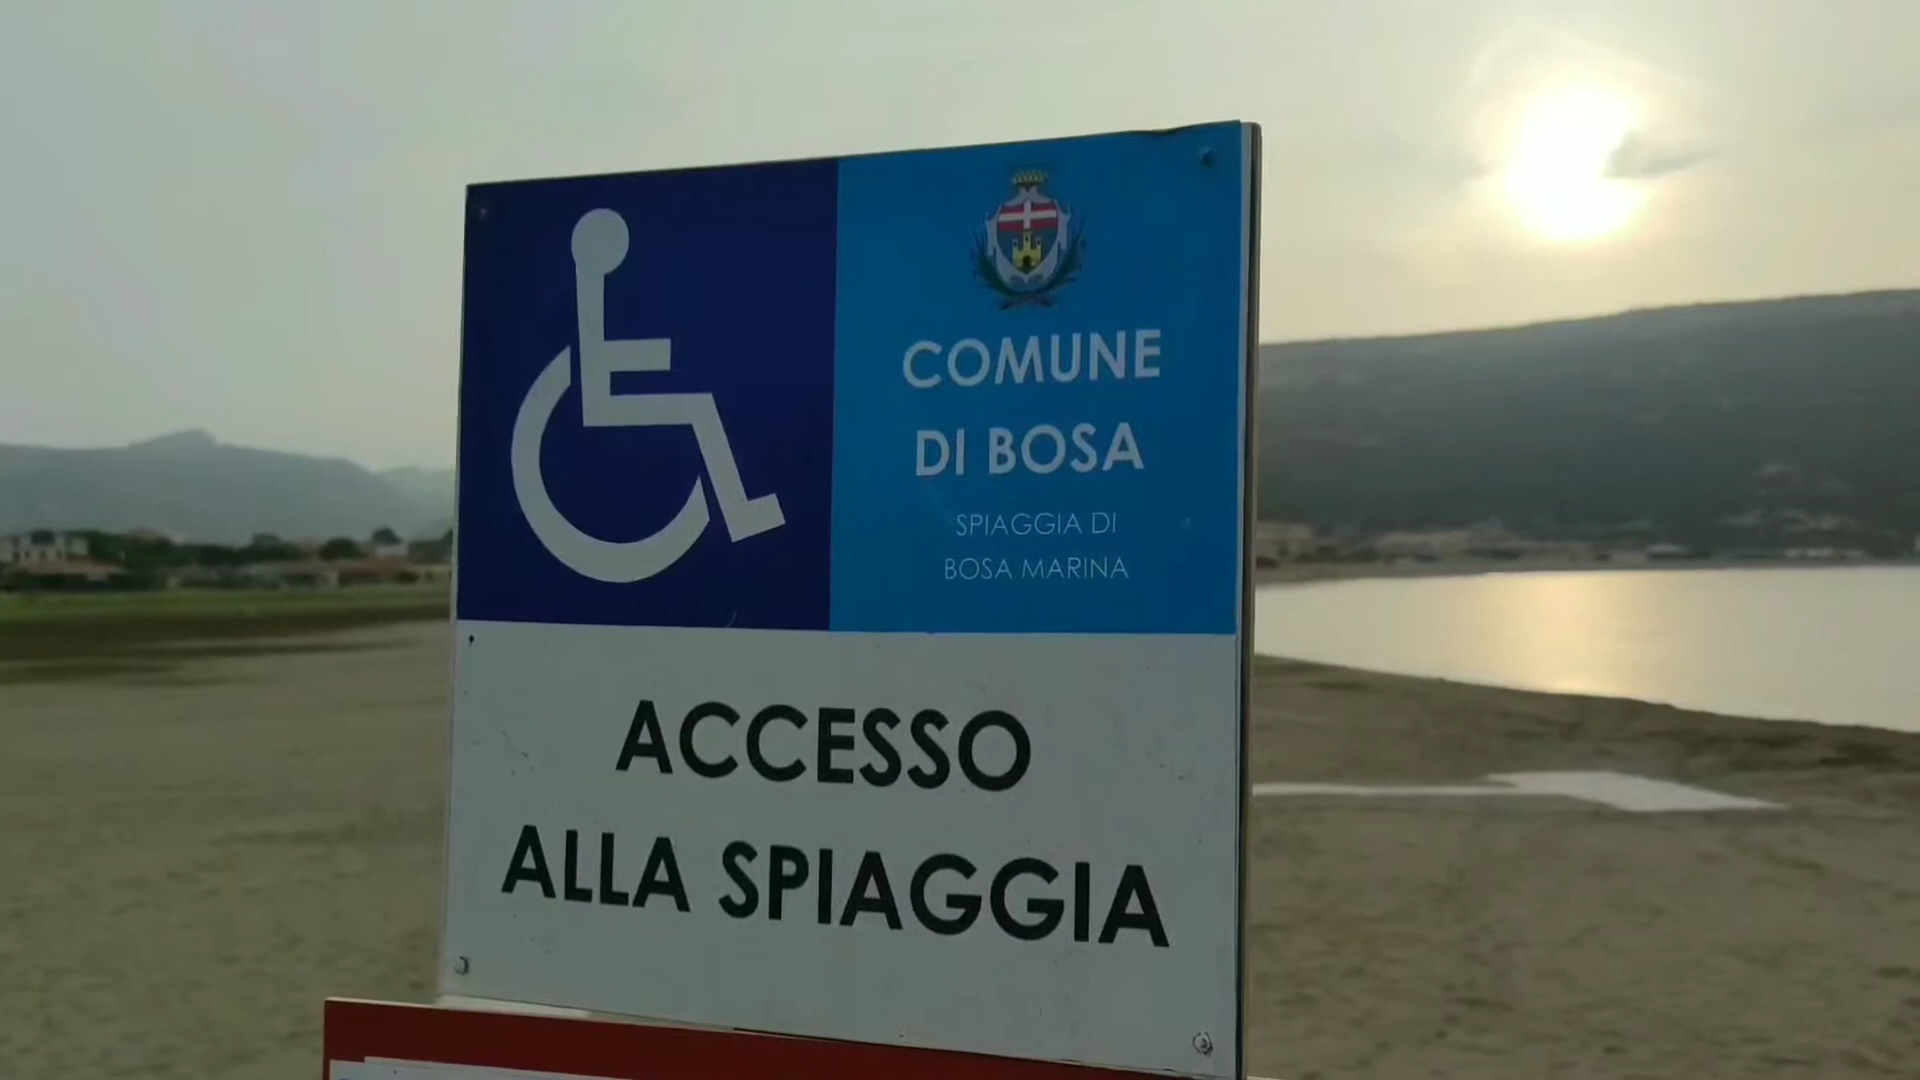 COMUNE
DI BOSA
SPIAGGIA DI
BOSA MARINA
ACCESSO
ALLA SPIAGGIA